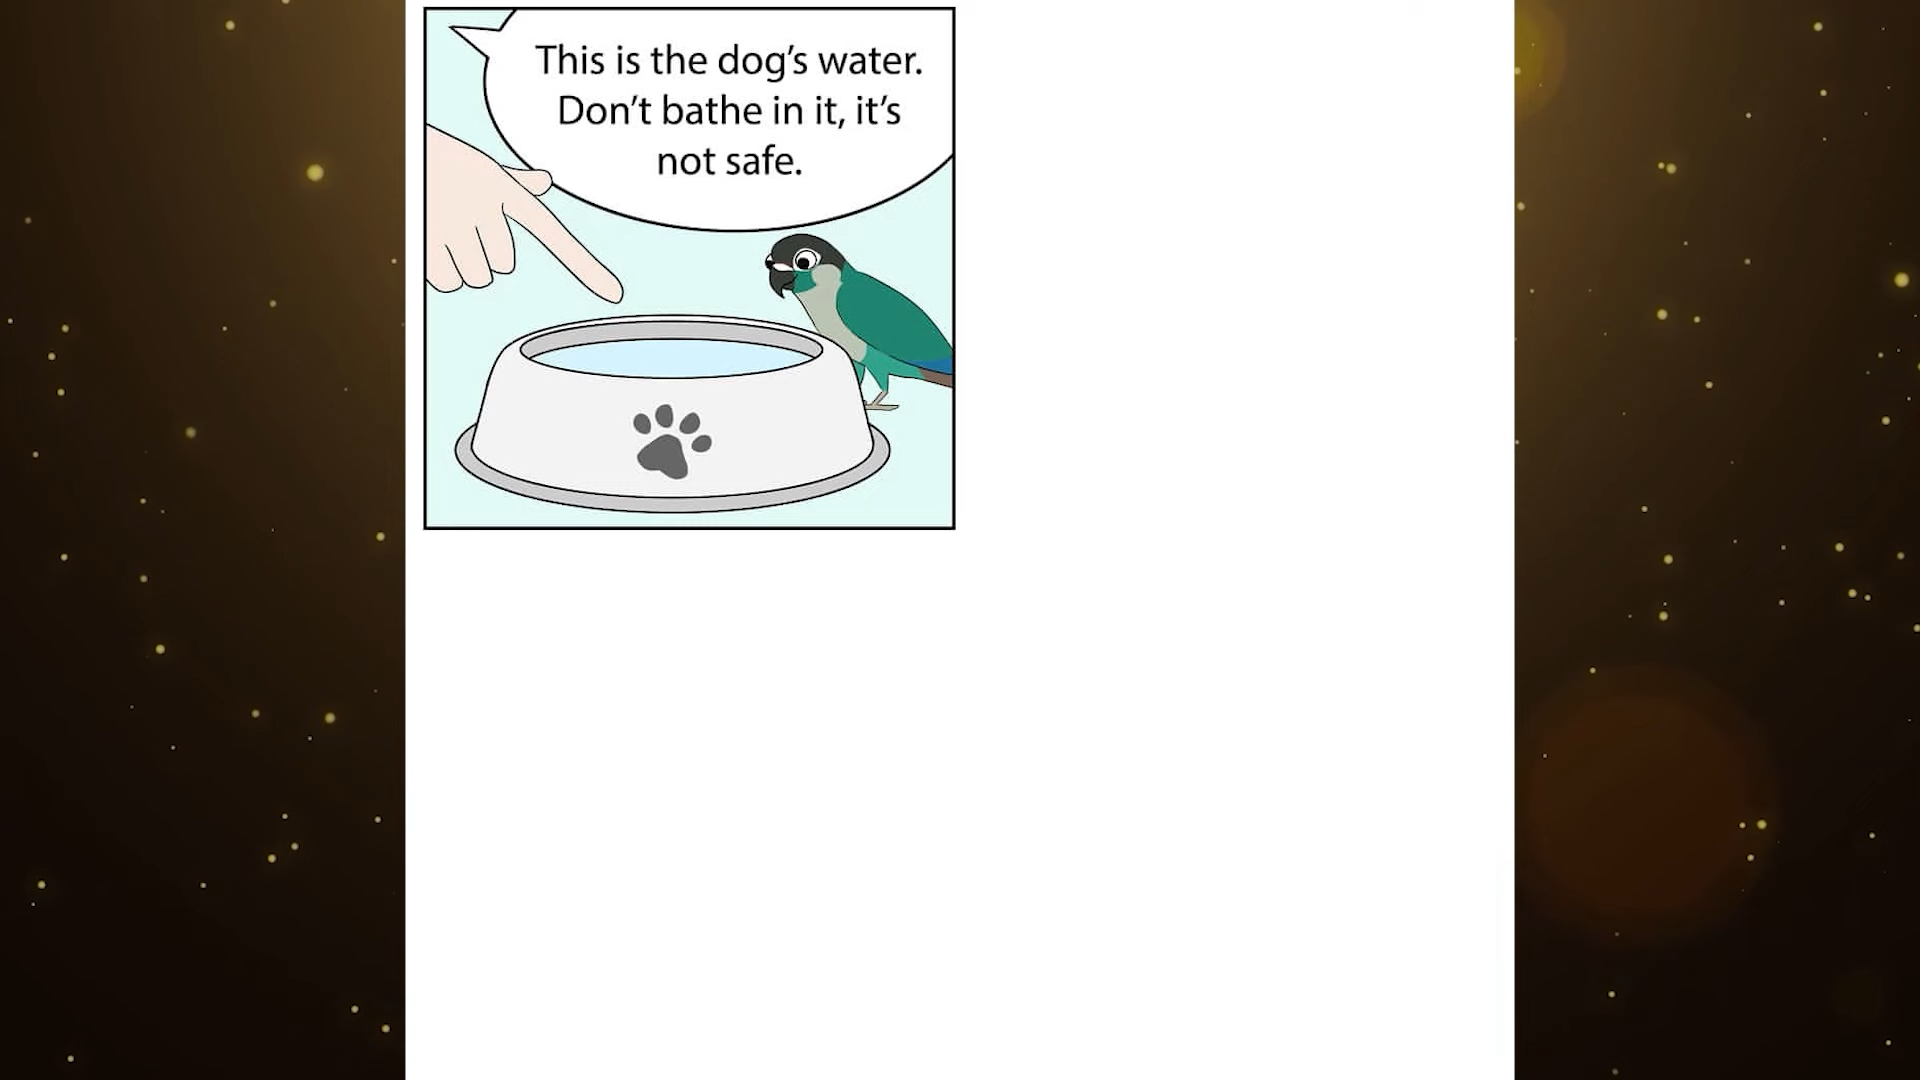 This is the dog’s water.
Don’t bathe in it, it’s
not safe.